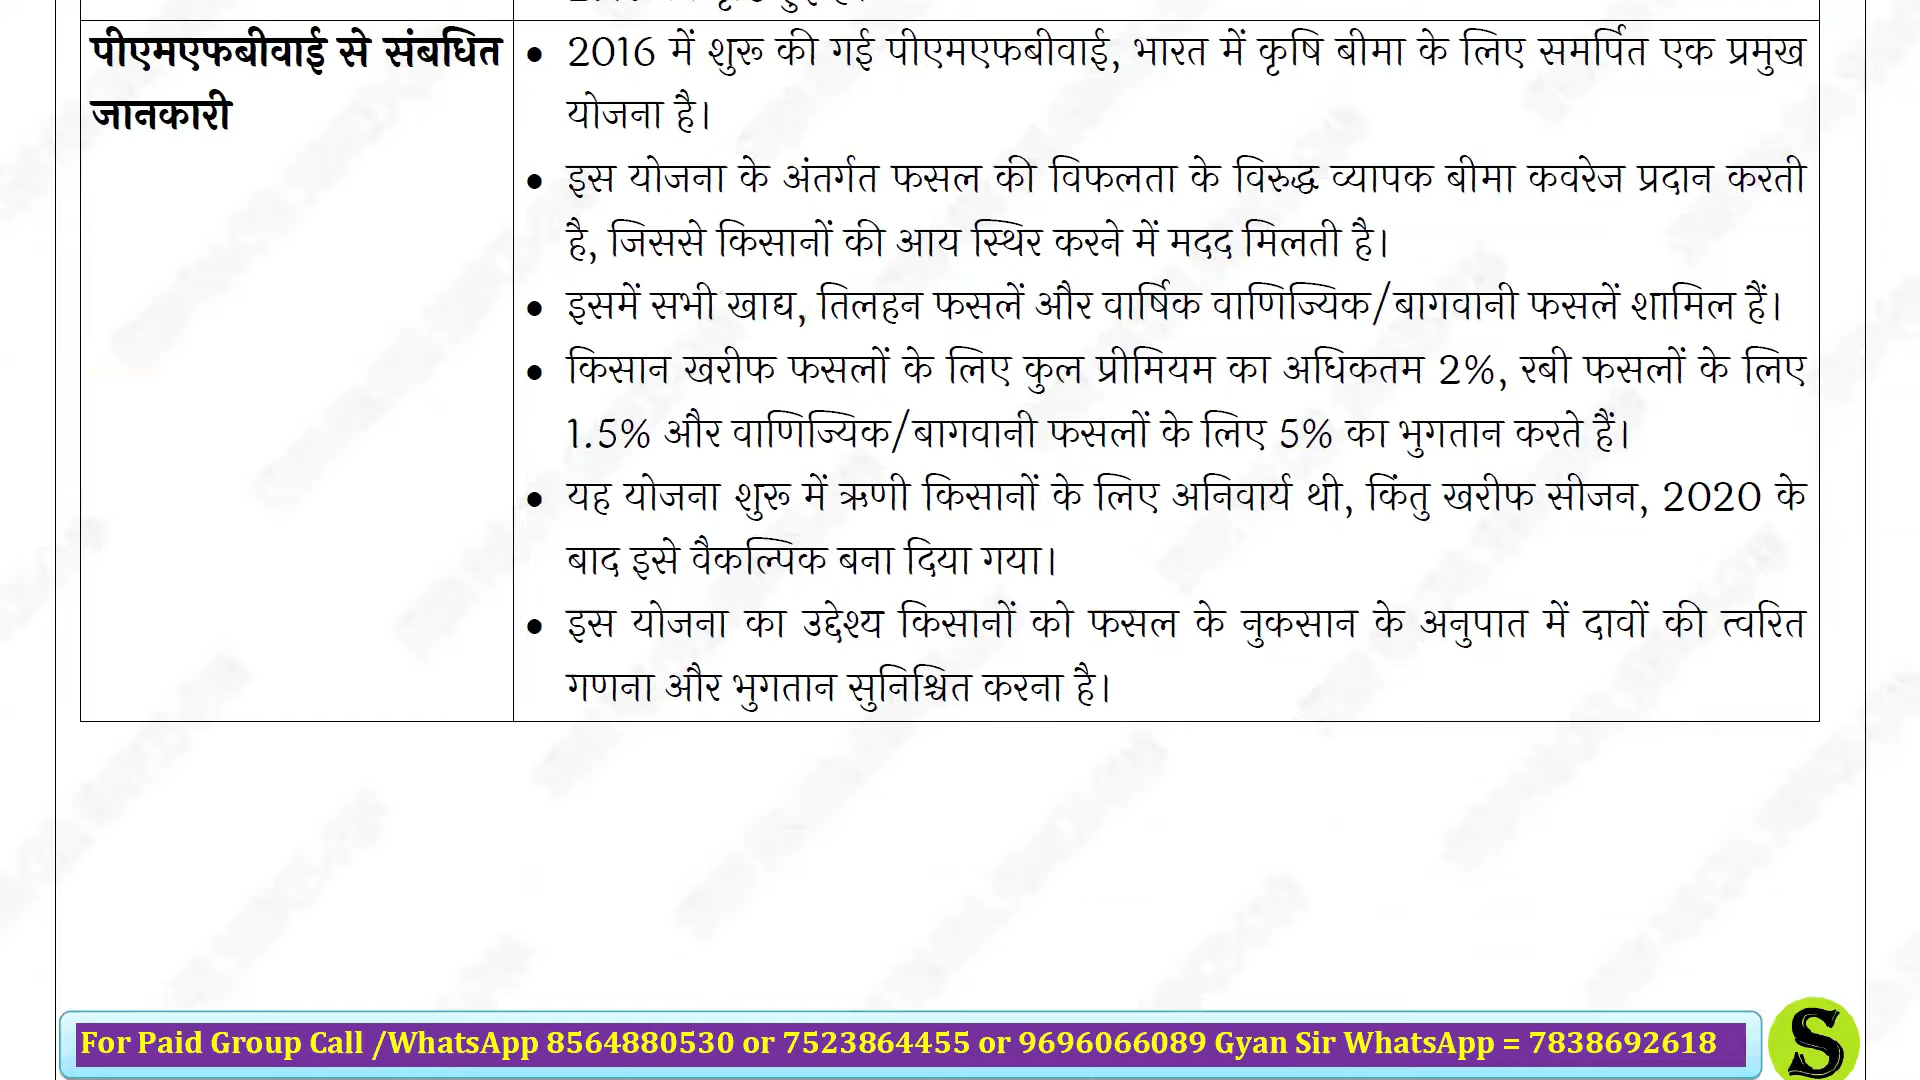 पीएमएफबीवाई से संबधित
जानकारी
• 2016 में शुरू की गई पीएमएफबीवाई, भारत में कृषि बीमा के लिए समर्पित एक प्रमुख
योजना है।
• इस योजना के अंतर्गत फसल की विफलता के विरुद्ध व्यापक बीमा कवरेज प्रदान करती
है, जिससे किसानों की आय स्थिर करने में मदद मिलती है।
• इसमें सभी खाद्य, तिलहन फसलें और वार्षिक वाणिज्यिक/बागवानी फसलें शामिल हैं।
• किसान खरीफ फसलों के लिए कुल प्रीमियम का अधिकतम 2%, रबी फसलों के लिए
1.5% और वाणिज्यिक/बागवानी फसलों के लिए 5% का भुगतान करते हैं।
• यह योजना शुरू में ऋणी किसानों के लिए अनिवार्य थी, किंतु खरीफ सीजन, 2020 के
बाद इसे वैकल्पिक बना दिया गया।
• इस योजना का उद्देश्य किसानों को फसल के नुकसान के अनुपात में दावों की त्वरित
गणना और भुगतान सुनिश्चित करना है।
For Paid Group Call /WhatsApp 8564880530 or 7523864455 or 9696066089 Gyan Sir WhatsApp = 7838692618
S